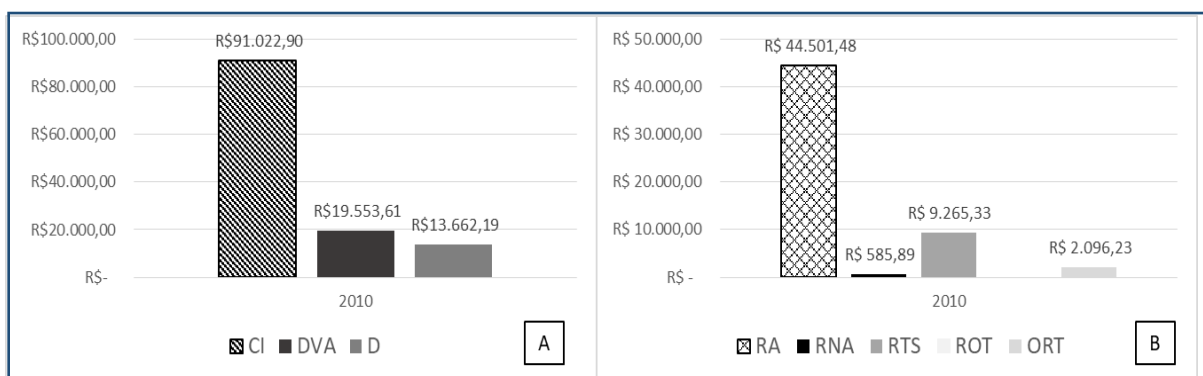 R$100.000,00
R$80.000,00
R$60.000,00
R$40.000,00
R$20.000,00
R$-
R$91.022,90
R$19.553,61
R$13.662,19
2010
CI DVA D
A
R$ 50.000,00
R$ 40.000,00
R$ 30.000,00
R$ 20.000,00
R$ 10.000,00
R$ -
R$ 44.501,48
R$ 585,89
R$ 9.265,33
R$ 2.096,23
2010
RA RNA RTS ROT ORT
B